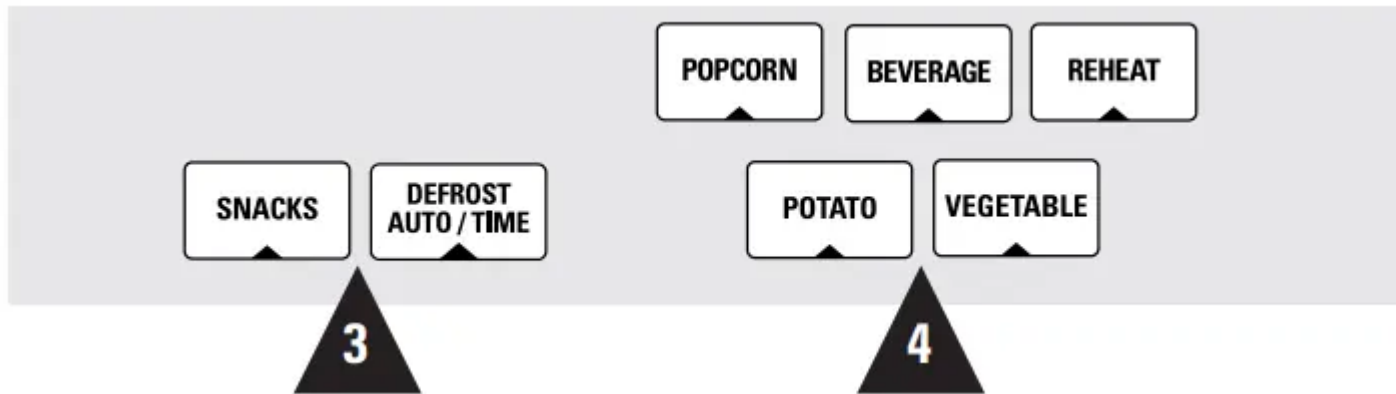 POPCORN
BEVERAGE
REHEAT
SNACKS
DEFROST
AUTO / TIME
POTATO
VEGETABLE
3
4